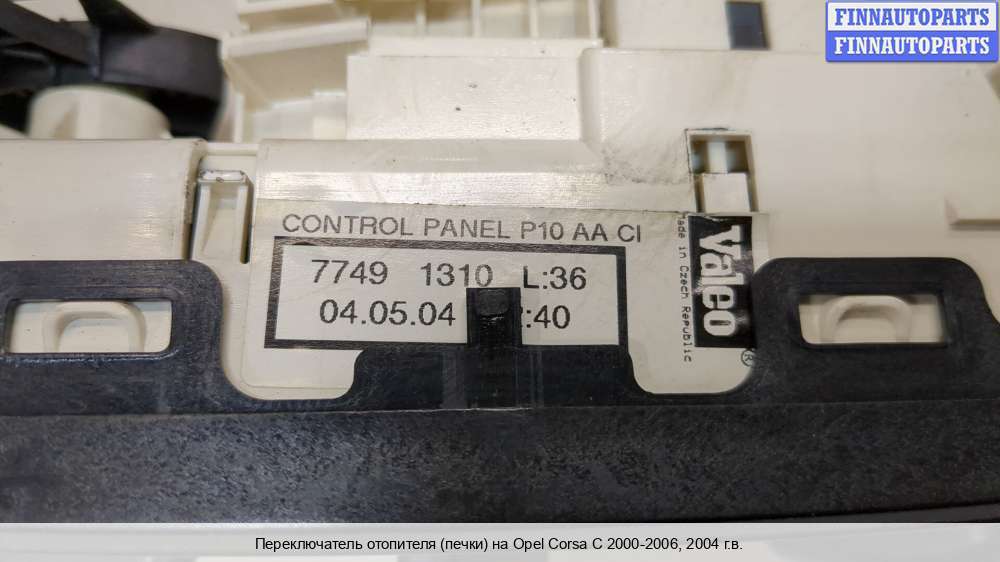 FINNAUTOPARTS
FINNAUTOPARTS
CONTROL PANEL P10 AA CI
7749 1310 L:36
04.05.04 :40
Valeo
®
Made in Czech Republic
Переключатель отопителя (печки) на Opel Corsa C 2000-2006, 2004 г.в.